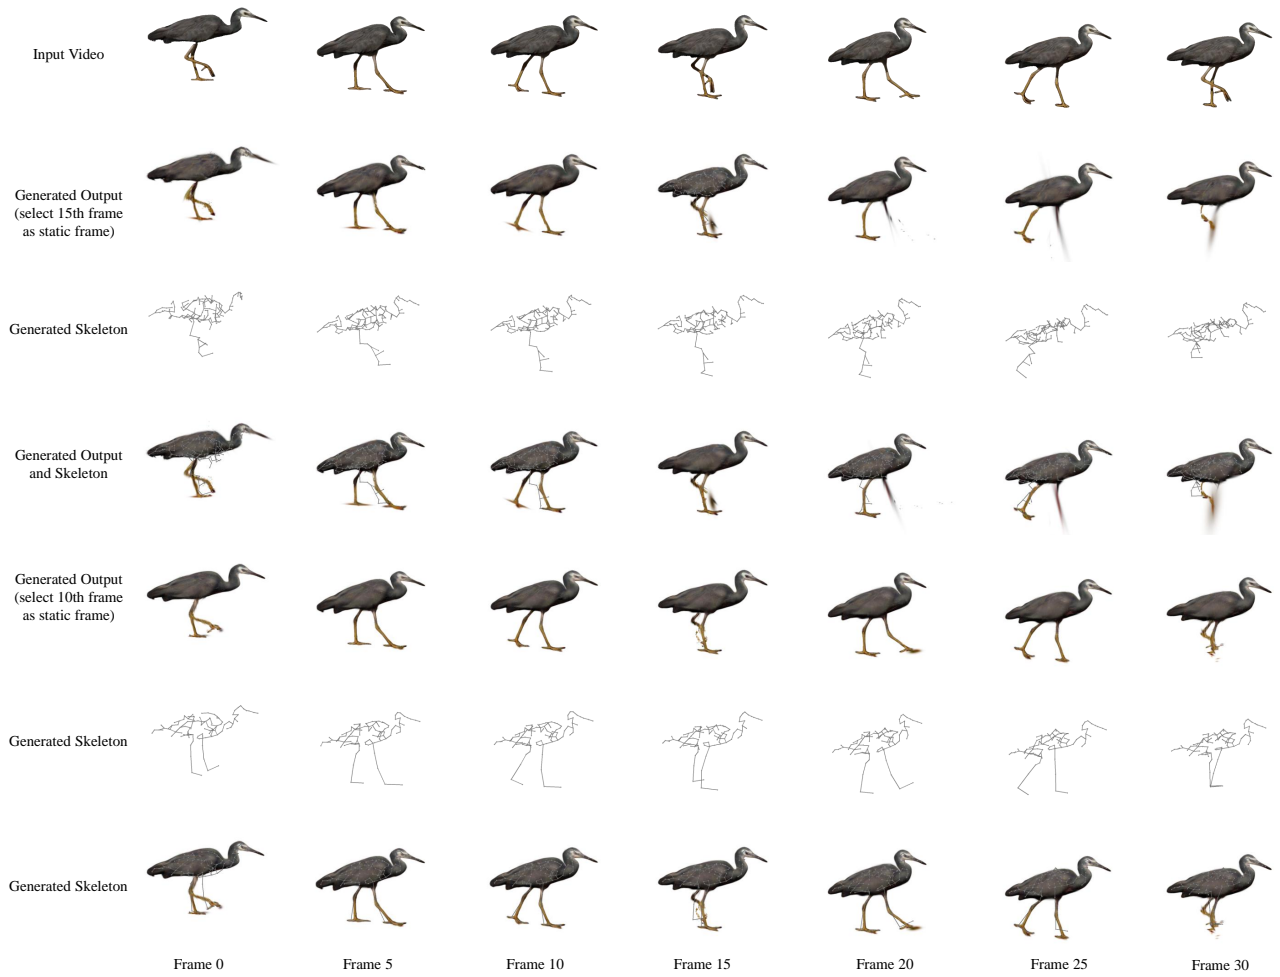 Input Video
Generated Output
(select 15th frame
as static frame)
Generated Skeleton
Generated Output
and Skeleton
Generated Output
(select 10th frame
as static frame)
Generated Skeleton
Generated Skeleton
Frame 0
Frame 5
Frame 10
Frame 15
Frame 20
Frame 25
Frame 30